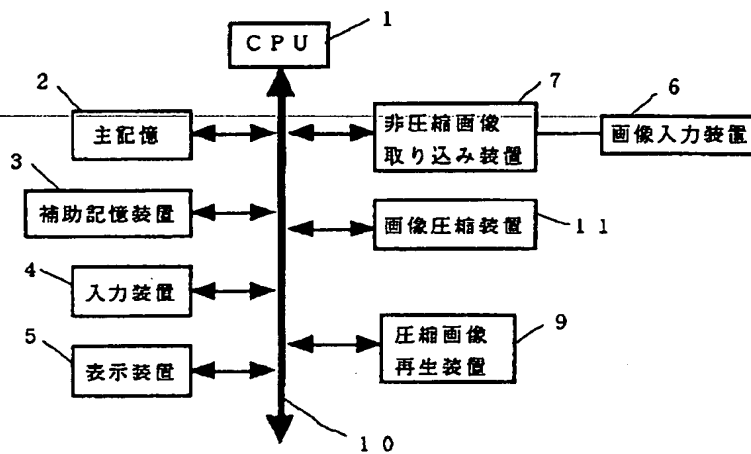 1
CPU
2
主記憶
7
非圧縮画像
取り込み装置
6
画像入力装置
3
補助記憶装置
画像圧縮装置
11
4
入力装置
5
表示装置
圧縮画像
再生装置
9
10